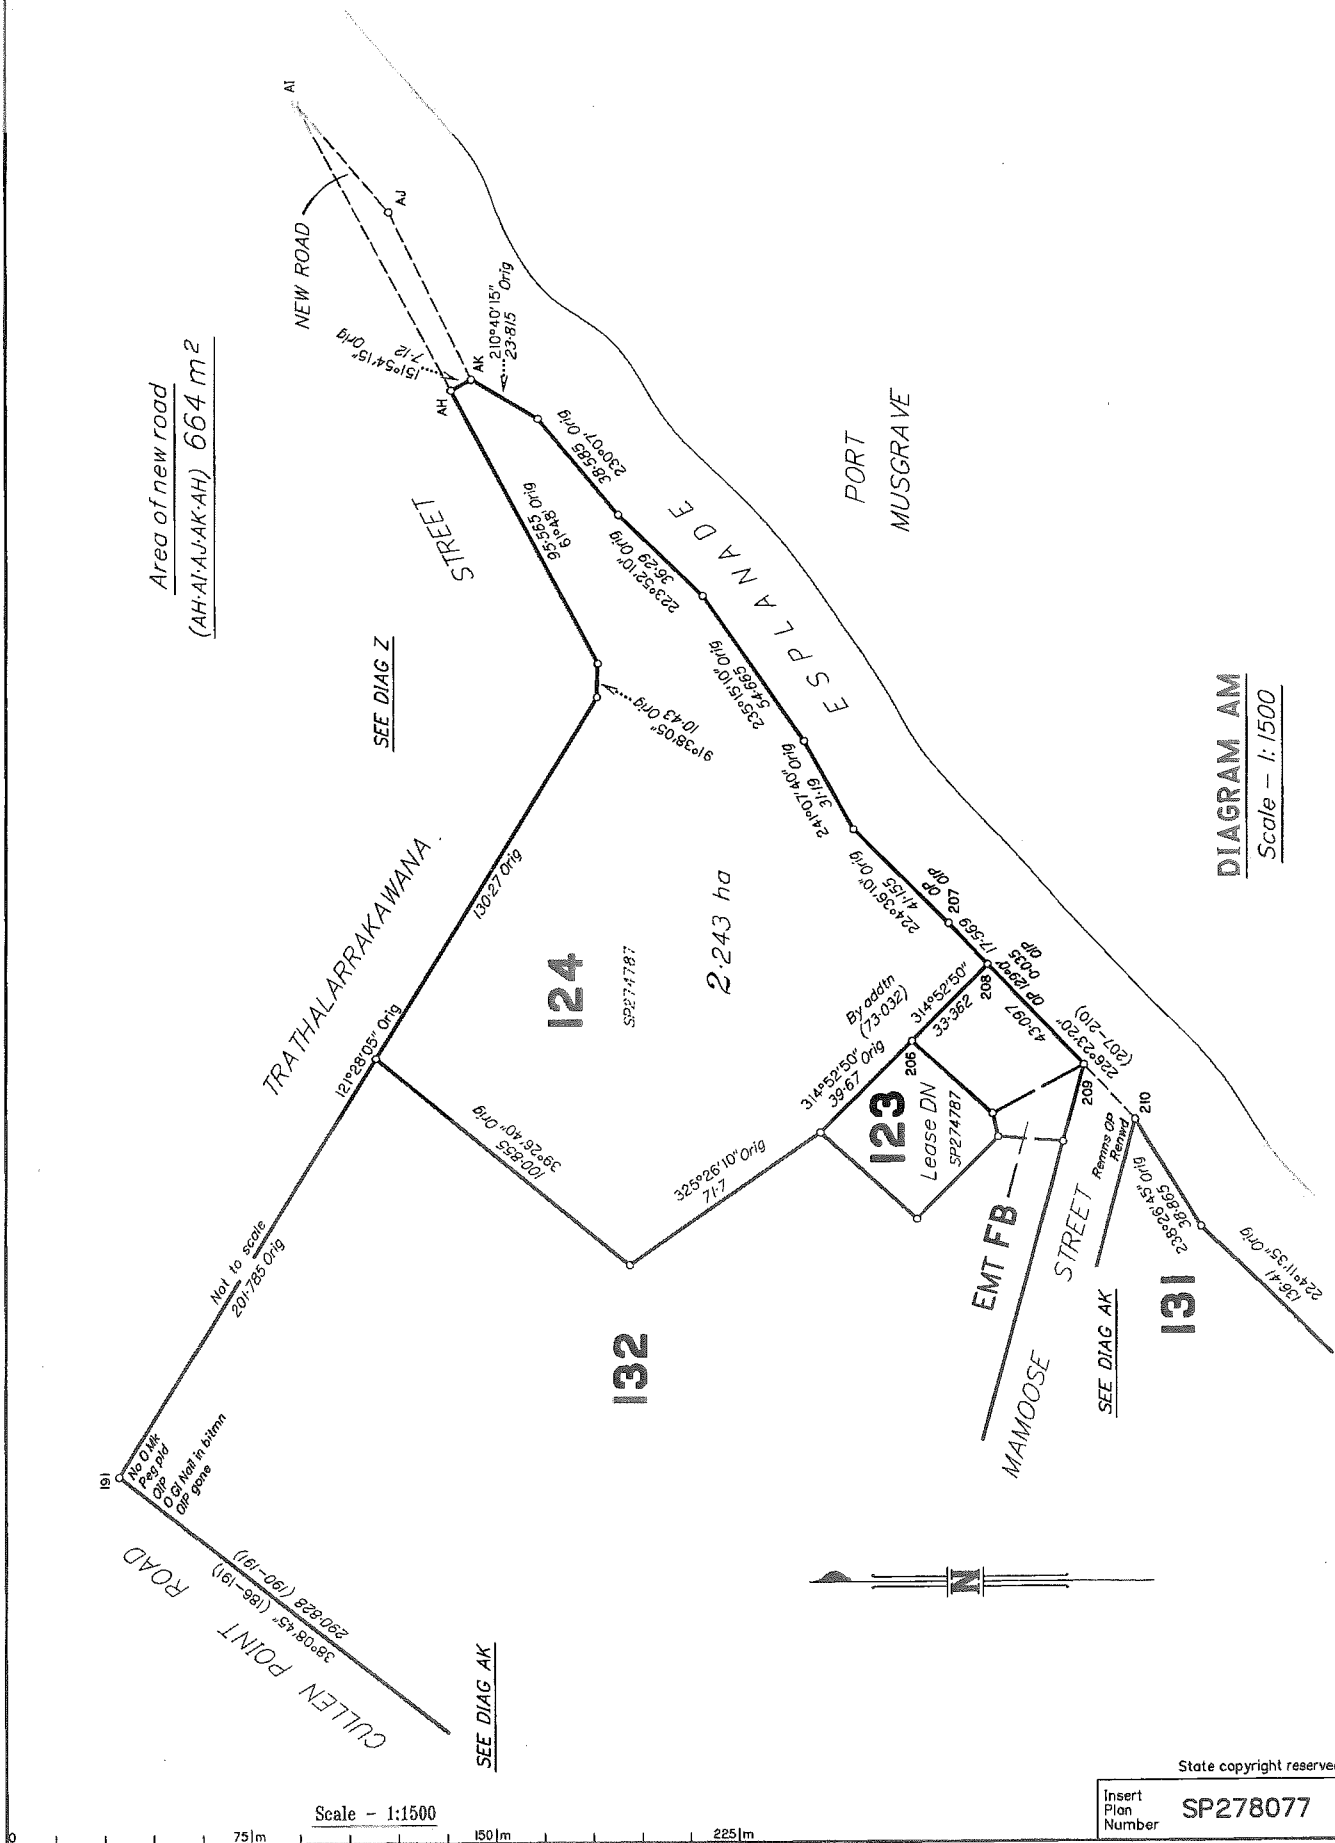 Area of new road
(AH·AI·AJ·AK·AH) 664 m2
AI
NEW ROAD
AJ
151°54'15" Orig
7·12
AH
AK
210°40'15" Orig
23·815
STREET
95·565 Orig
61°48'
38·585 Orig
230°07'
223°52'10"
36·29 Orig
SEE DIAG Z
91°38'05"
10·43 Orig
235°15'10"
54·665 Orig
ESPLANADE
PORT
MUSGRAVE
241°07'40"
31·19 Orig
TRATHALARRAKAWANA
130·27 Orig
121°28'05" Orig
124
SP274787
2·243 ha
224°36'10" Orig
41·155
OP
OIP
207
17·569
208
OP 129°0'
0·035
OIP
By addtn
(73·032)
314°52'50"
33·362
206
314°52'50"
39·67 Orig
43·097
226°23'20"
(207-210)
209
210
DIAGRAM AM
Scale – 1:1500
100·855
39°26'40" Orig
325°26'10" Orig
71·7
123
Lease DN
SP274787
EMT FB
Remns OP
Renwd
238°26'45" Orig
38·865
224°11'35" Orig
136·41
Not to scale
201·785 Orig
132
MAMOOSE
STREET
SEE DIAG AK
131
191
No O Mk
Peg pld
OIP
O GI Nail in bitmn
OIP gone
CULLEN POINT
ROAD
38°08'45" (186-191)
290·828 (190-191)
SEE DIAG AK
N
State copyright reserved
Scale - 1:1500
Insert
Plan
Number
SP278077
0
75 m
150 m
225 m